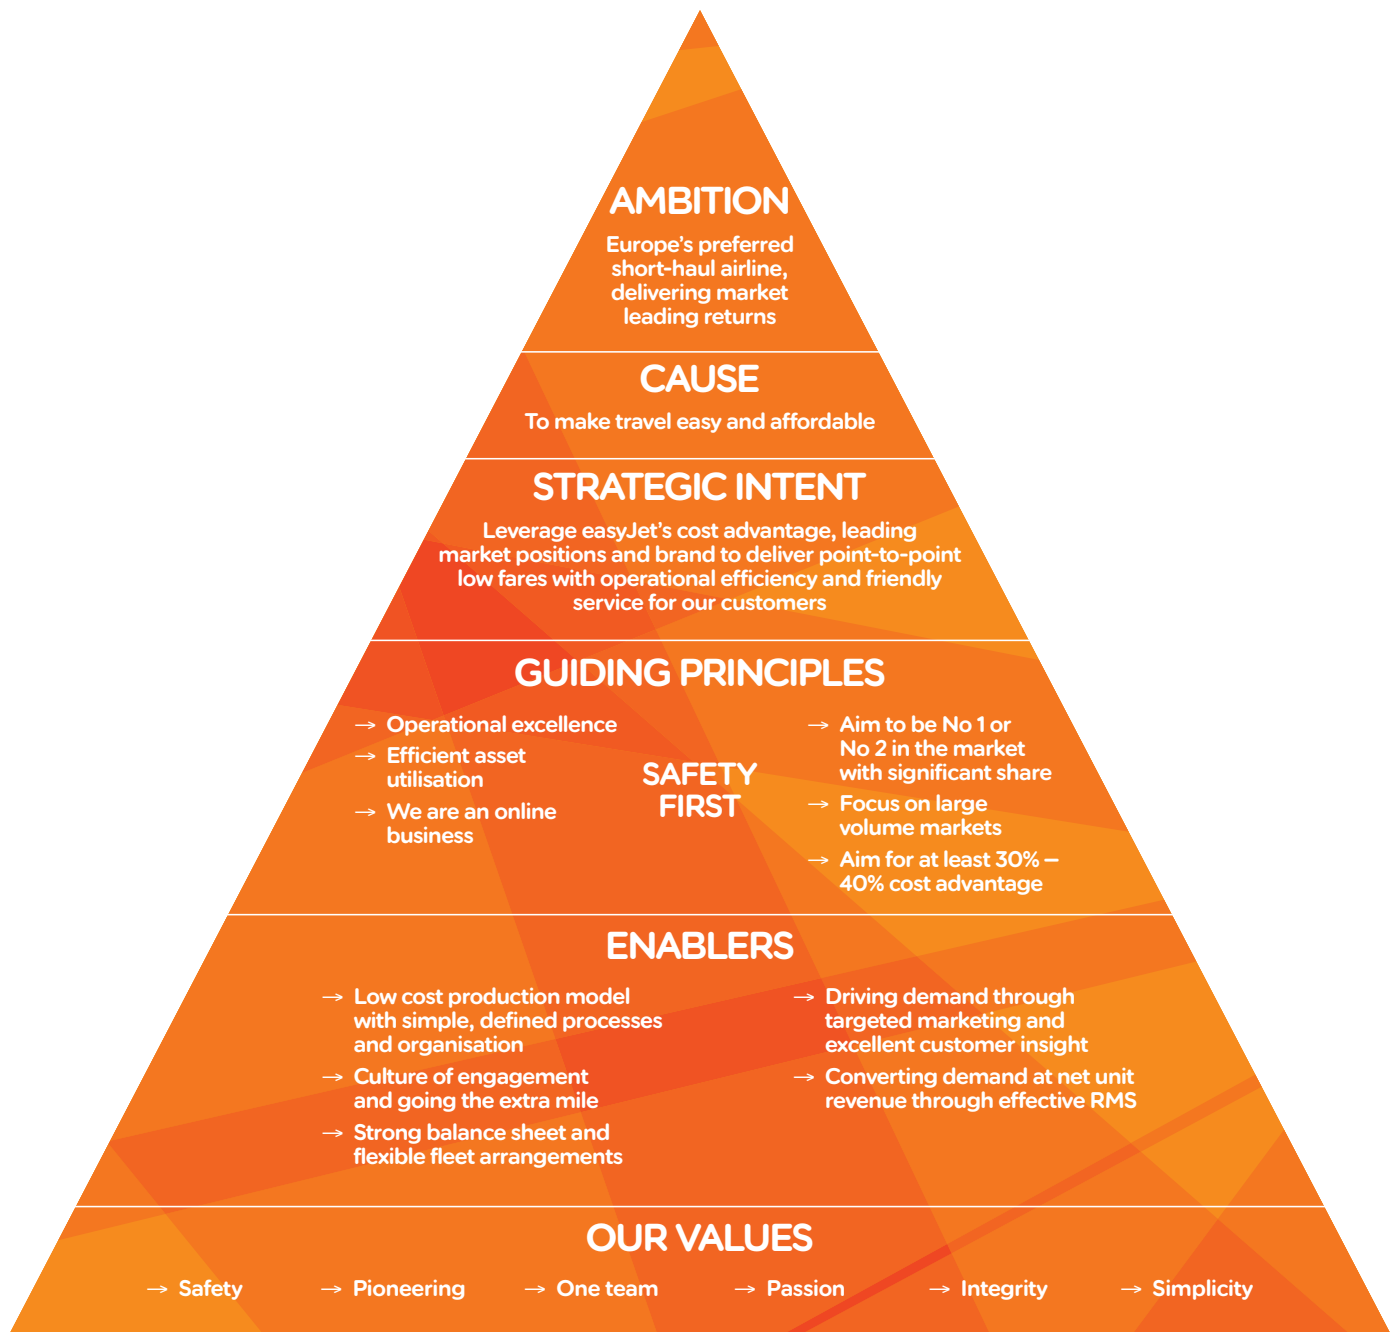 AMBITION
Europe's preferred
short-haul airline,
delivering market
leading returns
CAUSE
To make travel easy and affordable
STRATEGIC INTENT
Leverage easyJet's cost advantage, leading
market positions and brand to deliver point-to-point
low fares with operational efficiency and friendly
service for our customers
GUIDING PRINCIPLES
→ Operational excellence
→ Efficient asset
utilisation
→ We are an online
business
SAFETY
FIRST
→ Aim to be No 1 or
No 2 in the market
with significant share
→ Focus on large
volume markets
→ Aim for at least 30% –
40% cost advantage
ENABLERS
→ Low cost production model
with simple, defined processes
and organisation
→ Culture of engagement
and going the extra mile
→ Strong balance sheet and
flexible fleet arrangements
→ Driving demand through
targeted marketing and
excellent customer insight
→ Converting demand at net unit
revenue through effective RMS
OUR VALUES
→ Safety → Pioneering → One team → Passion → Integrity → Simplicity